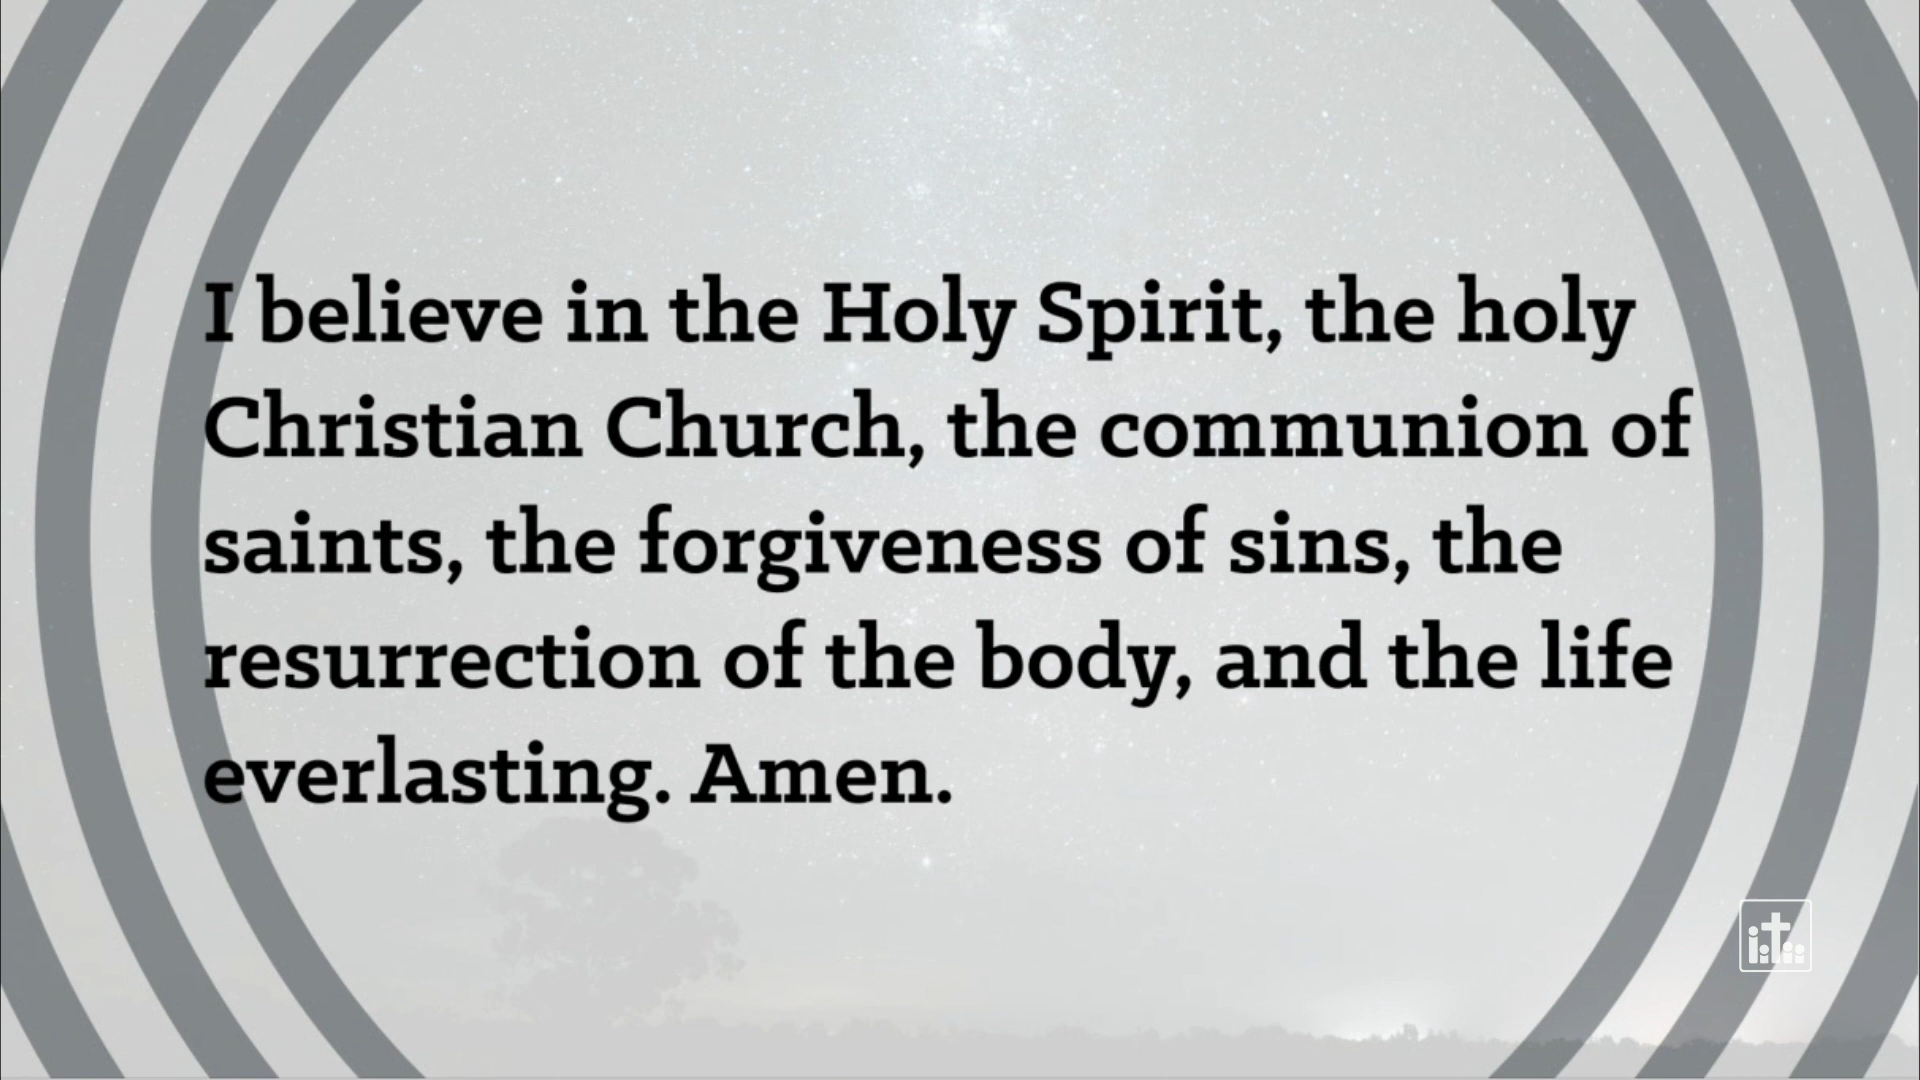 I believe in the Holy Spirit, the holy
Christian Church, the communion of
saints, the forgiveness of sins, the
resurrection of the body, and the life
everlasting. Amen.